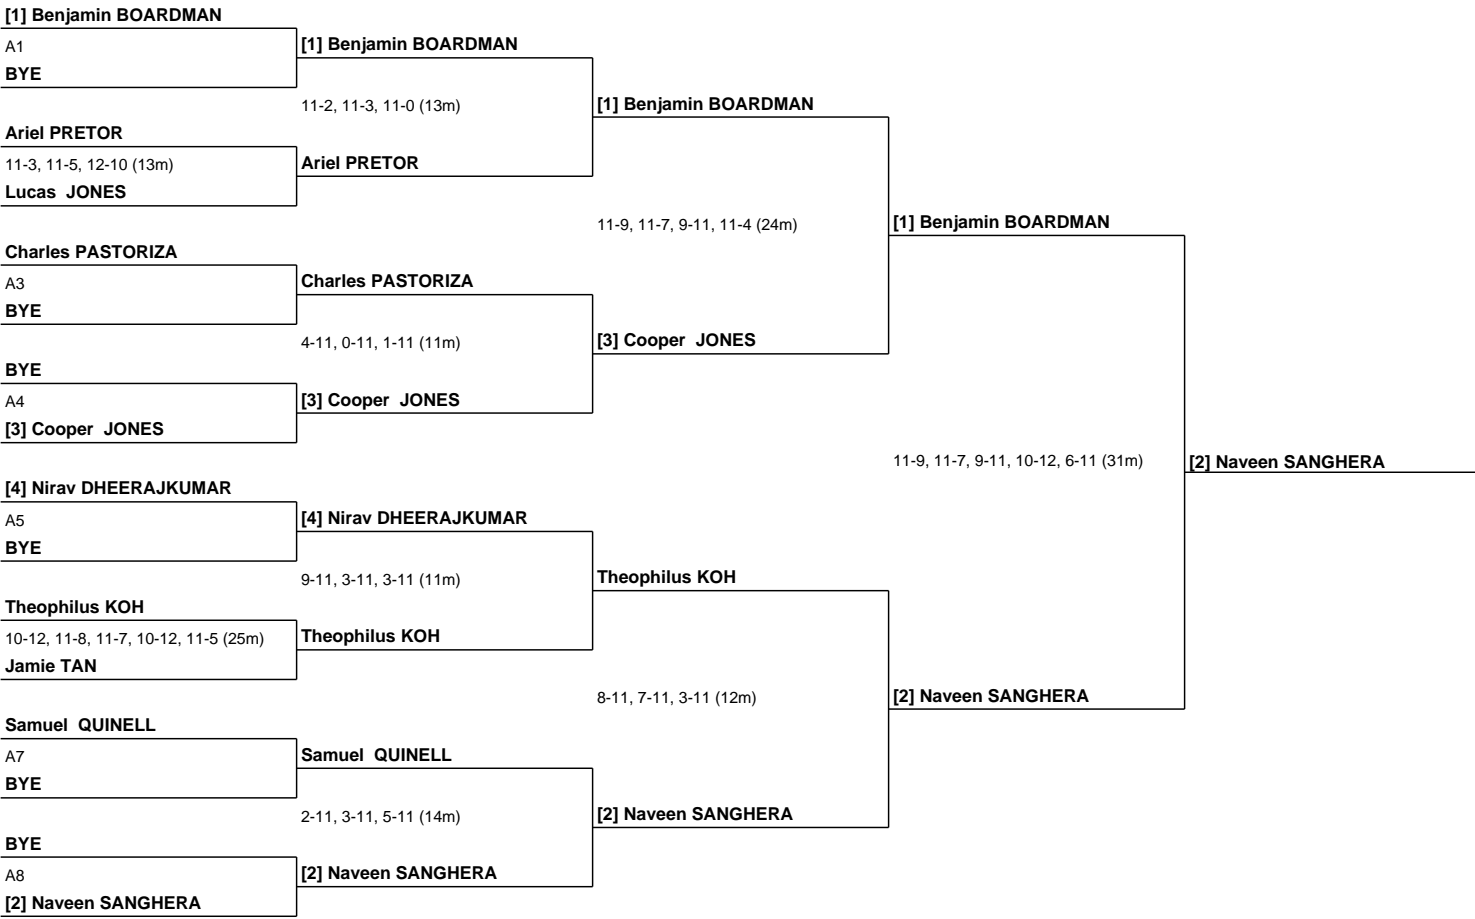 [1] Benjamin BOARDMAN
A1
BYE
[1] Benjamin BOARDMAN
11-2, 11-3, 11-0 (13m)
[1] Benjamin BOARDMAN
Ariel PRETOR
11-3, 11-5, 12-10 (13m)
Lucas JONES
Ariel PRETOR
11-9, 11-7, 9-11, 11-4 (24m)
[1] Benjamin BOARDMAN
Charles PASTORIZA
A3
BYE
Charles PASTORIZA
4-11, 0-11, 1-11 (11m)
[3] Cooper JONES
BYE
A4
[3] Cooper JONES
[3] Cooper JONES
11-9, 11-7, 9-11, 10-12, 6-11 (31m)
[2] Naveen SANGHERA
[4] Nirav DHEERAJKUMAR
A5
BYE
[4] Nirav DHEERAJKUMAR
9-11, 3-11, 3-11 (11m)
Theophilus KOH
Theophilus KOH
10-12, 11-8, 11-7, 10-12, 11-5 (25m)
Jamie TAN
Theophilus KOH
8-11, 7-11, 3-11 (12m)
[2] Naveen SANGHERA
Samuel QUINELL
A7
BYE
Samuel QUINELL
2-11, 3-11, 5-11 (14m)
[2] Naveen SANGHERA
BYE
A8
[2] Naveen SANGHERA
[2] Naveen SANGHERA